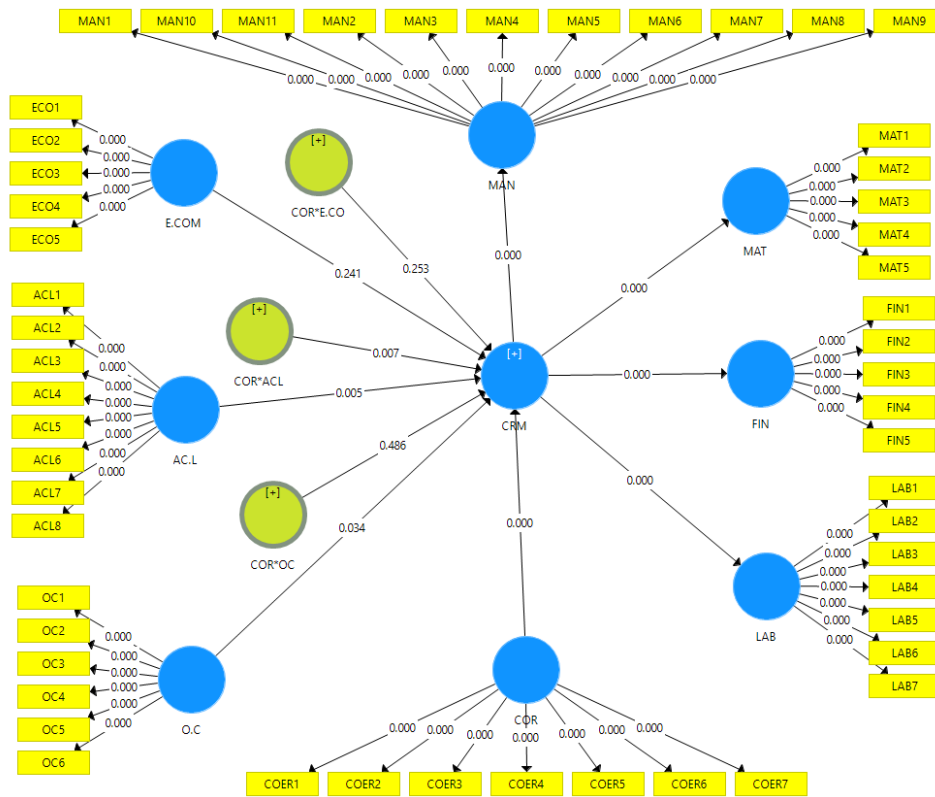 MAN1 MAN10 MAN11 MAN2 MAN3 MAN4 MAN5 MAN6 MAN7 MAN8 MAN9
0.000 0.000 0.000 0.000 0.000 0.000 0.000 0.000 0.000 0.000 0.000
MAN
ECO1
ECO2
ECO3
ECO4
ECO5
0.000
0.000
0.000
0.000
0.000
E.COM
[+]
COR*E.CO
0.241
0.253
0.000
MAT1
MAT2
MAT3
MAT4
MAT5
0.000
0.000
0.000
0.000
0.000
MAT
0.000
ACL1
ACL2
ACL3
ACL4
ACL5
ACL6
ACL7
ACL8
0.000
0.000
0.000
0.000
0.000
0.000
0.000
0.000
AC.L
[+]
COR*ACL
0.007
0.005
[+]
CRM
0.000
FIN1
FIN2
FIN3
FIN4
FIN5
0.000
0.000
0.000
0.000
0.000
FIN
[+]
COR*OC
0.486
0.034
0.000
0.000
LAB1
LAB2
LAB3
LAB4
LAB5
LAB6
LAB7
0.000
0.000
0.000
0.000
0.000
0.000
0.000
LAB
OC1
OC2
OC3
OC4
OC5
OC6
0.000
0.000
0.000
0.000
0.000
0.000
O.C
COR
0.000 0.000 0.000 0.000 0.000 0.000 0.000
COER1 COER2 COER3 COER4 COER5 COER6 COER7